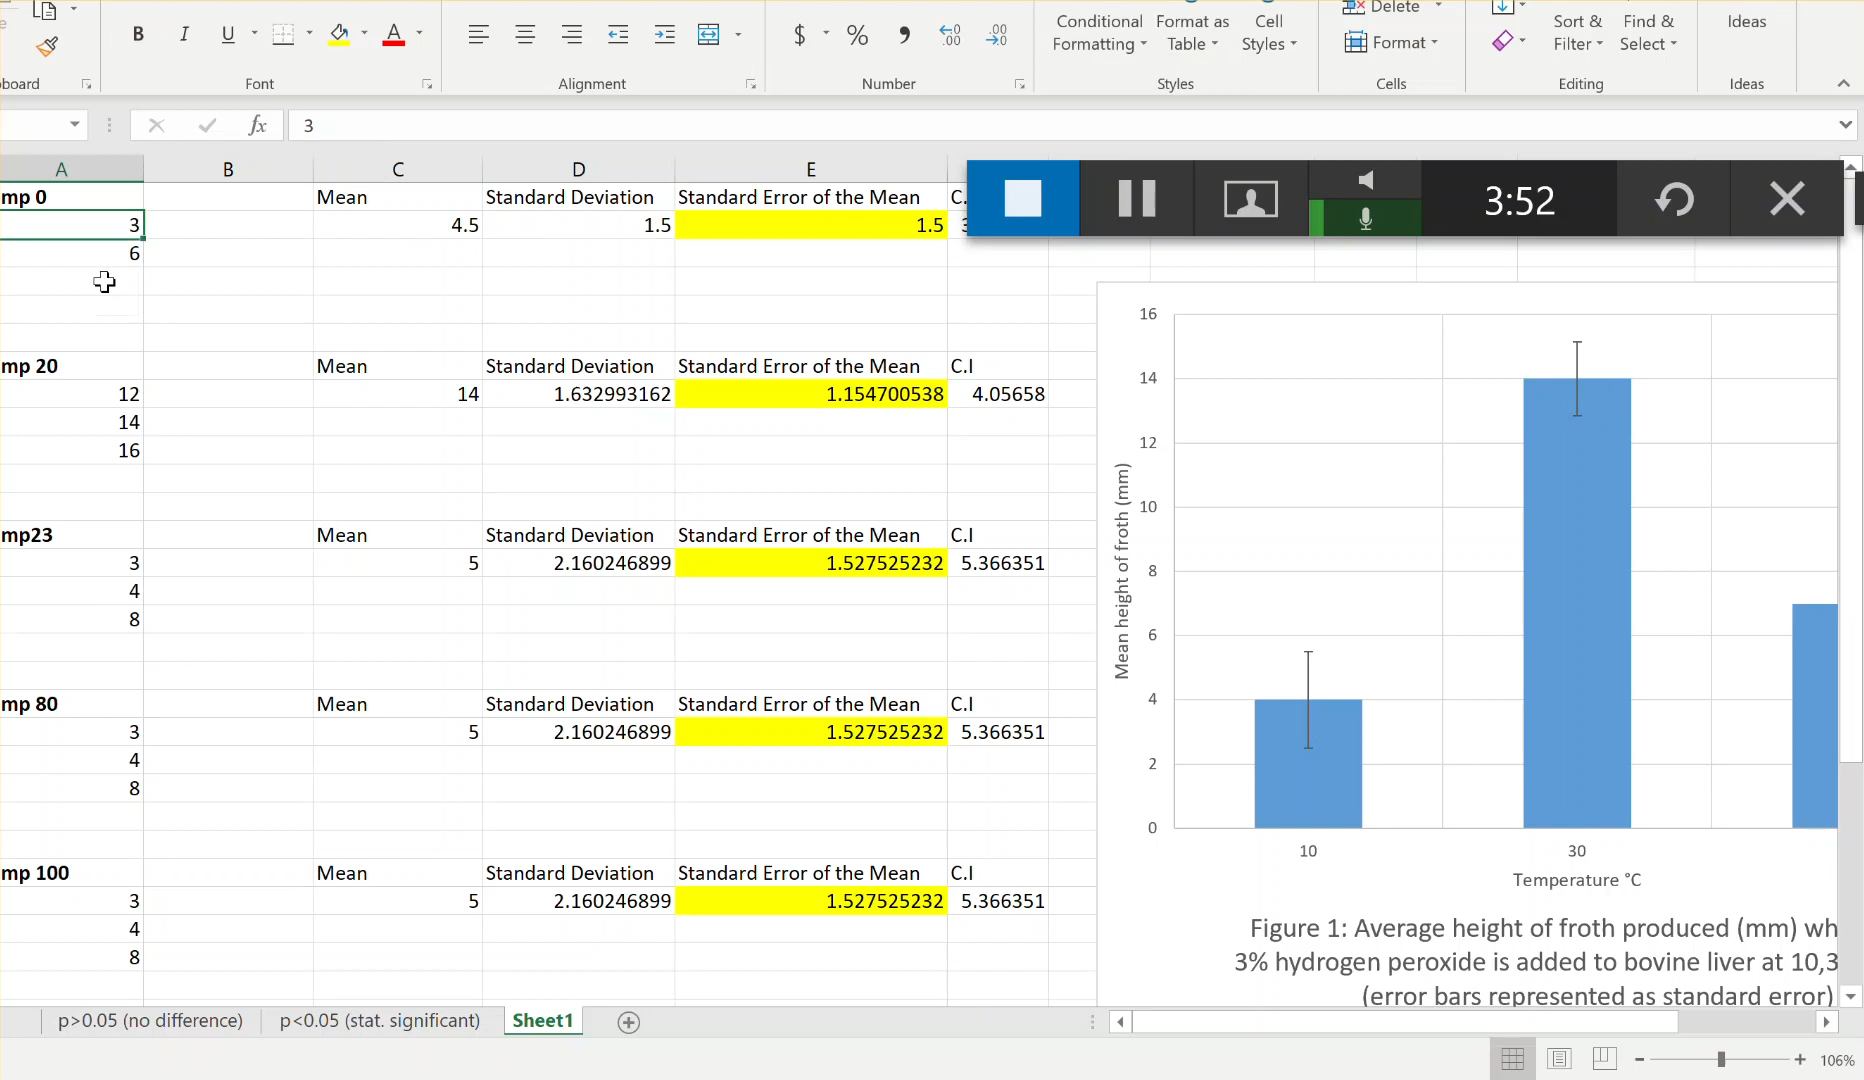 Delete
Conditional Formatting
Format as Table
Cell Styles
Format
Sort & Filter
Find & Select
Ideas
B I U A $ % , .00 .00
board
Font
Alignment
Number
Styles
Cells
Editing
Ideas
fx 3
A B C D E
mp 0 Mean Standard Deviation Standard Error of the Mean C.
3 4.5 1.5 1.5
6
3:52
mp 20 Mean Standard Deviation Standard Error of the Mean C.I
12 14 1.632993162 1.154700538 4.05658
14
16
mp23 Mean Standard Deviation Standard Error of the Mean C.I
3 5 2.160246899 1.527525232 5.366351
4
8
mp 80 Mean Standard Deviation Standard Error of the Mean C.I
3 5 2.160246899 1.527525232 5.366351
4
8
mp 100 Mean Standard Deviation Standard Error of the Mean C.I
3 5 2.160246899 1.527525232 5.366351
4
8
16
14
12
10
8
6
4
2
0
Mean height of froth (mm)
10 30
Temperature °C
Figure 1: Average height of froth produced (mm) wh
3% hydrogen peroxide is added to bovine liver at 10,3
(error bars represented as standard error)
p>0.05 (no difference) p<0.05 (stat. significant) Sheet1
106%